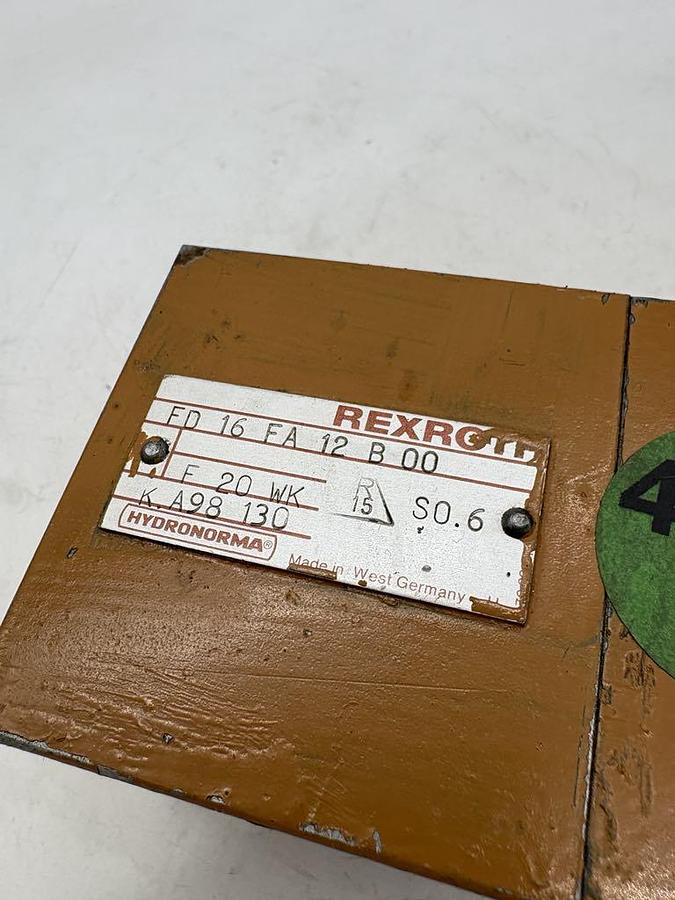 REXROTH
FD 16 FA 12 B 00
F 20 WK
R
15
S0.6
K.A98 130
HYDRONORMA®
Made in West Germany
4